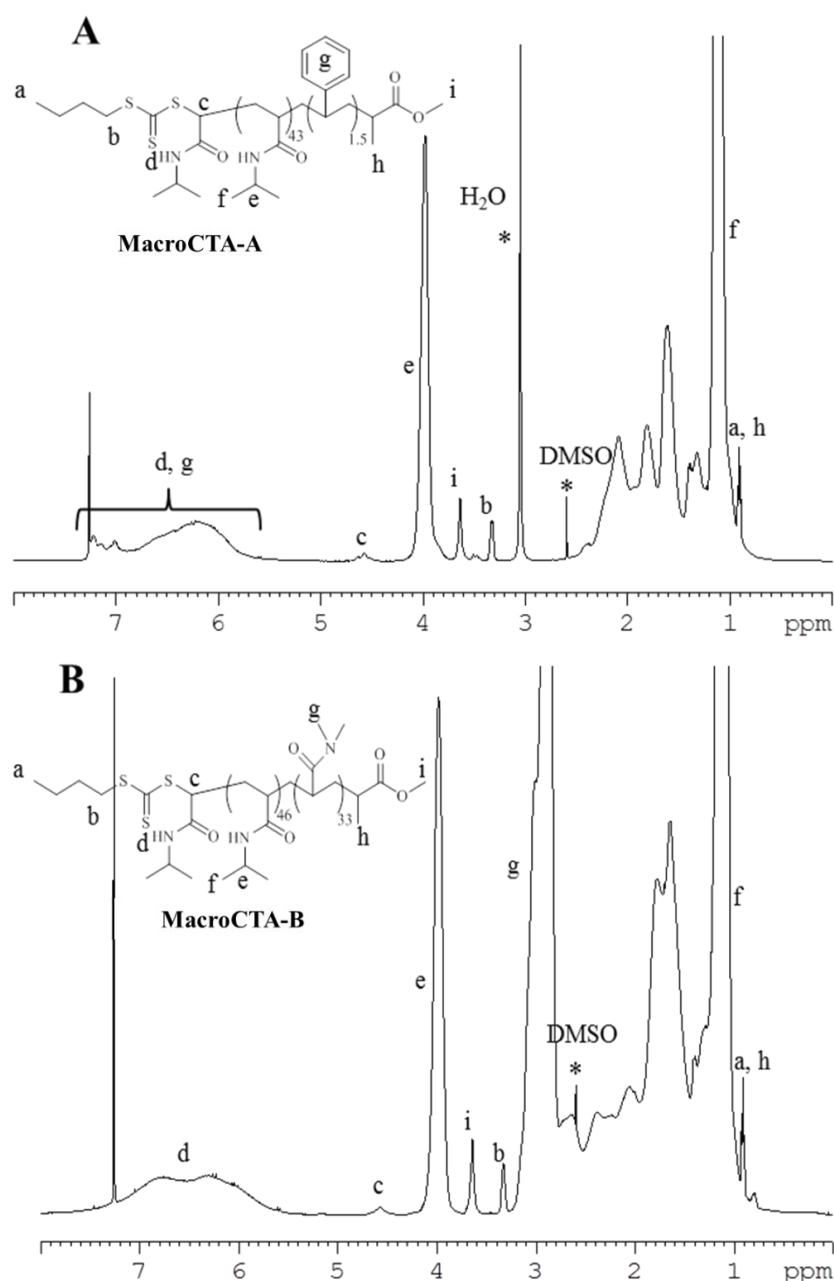 A
a
b
S
S
S
c
d
HN
O
43
HN
O
f
e
g
1.5
O
O
i
h
MacroCTA-A
H₂O
*
f
e
d, g
i
b
c
DMSO
*
a, h
7 6 5 4 3 2 1 ppm
B
a
b
S
S
S
c
d
HN
O
46
HN
O
f
e
g
O
N
33
O
O
i
h
MacroCTA-B
g
f
e
DMSO
*
a, h
d
i
b
c
7 6 5 4 3 2 1 ppm